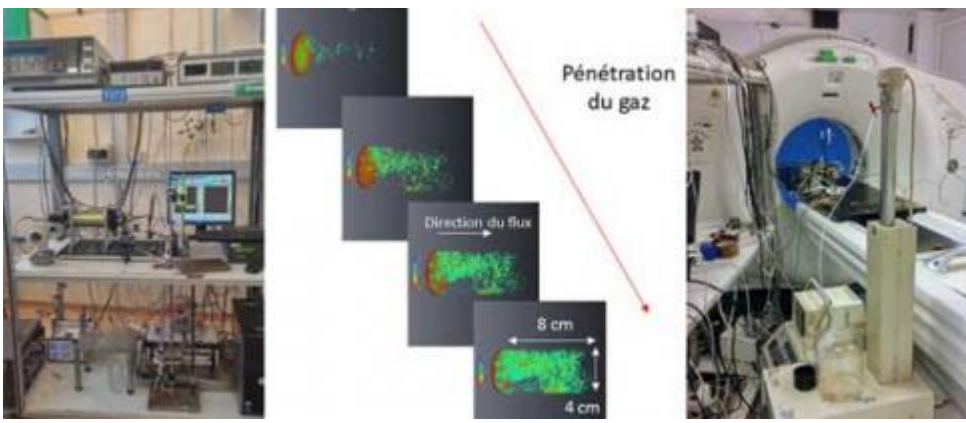 Pénétration
du gaz
Direction du flux
8 cm
4 cm